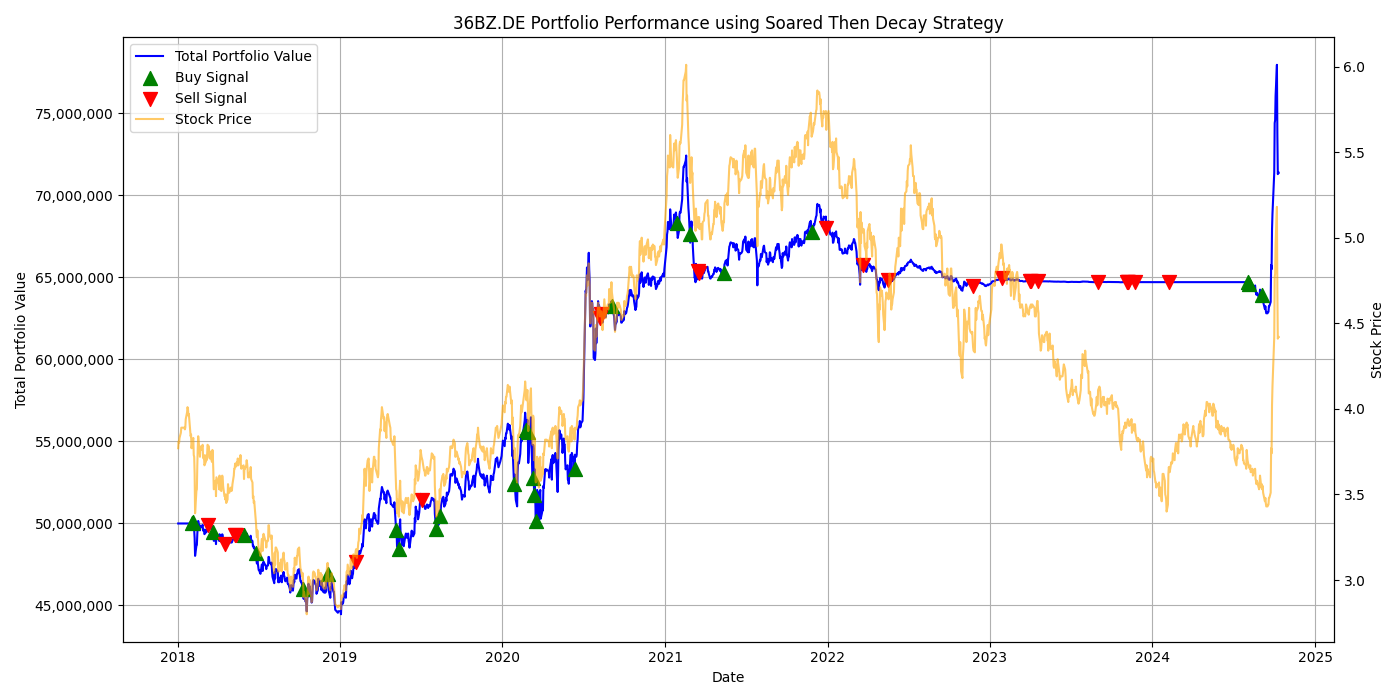 36BZ.DE Portfolio Performance using Soared Then Decay Strategy
Total Portfolio Value
Buy Signal
Sell Signal
Stock Price
75,000,000
70,000,000
65,000,000
60,000,000
55,000,000
50,000,000
45,000,000
Total Portfolio Value
6.0
5.5
5.0
4.5
4.0
3.5
3.0
Stock Price
2018
2019
2020
2021
2022
2023
2024
2025
Date